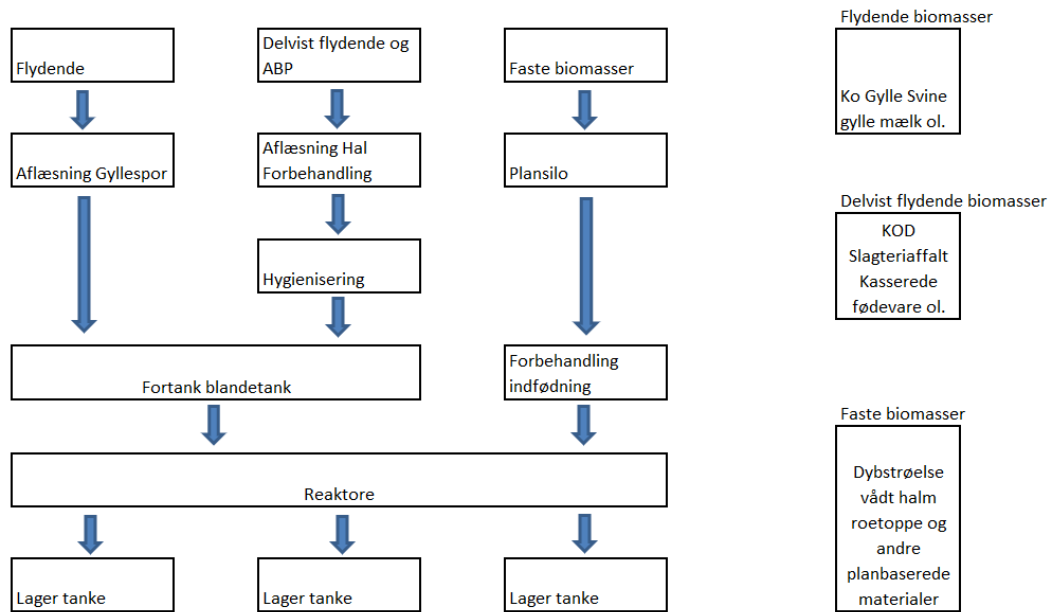 Flydende
Delvist flydende og
ABP
Faste biomasser
Aflæsning Gyllespor
Aflæsning Hal
Forbehandling
Plansilo
Hygienisering
Fortank blandetank
Forbehandling
indfødning
Reaktore
Lager tanke
Lager tanke
Lager tanke
Flydende biomasser
Ko Gylle Svine
gylle mælk ol.
Delvist flydende biomasser
KOD
Slagteriaffalt
Kasserede
fødevare ol.
Faste biomasser
Dybstrøelse
vådt halm
roetoppe og
andre
planbaserede
materialer